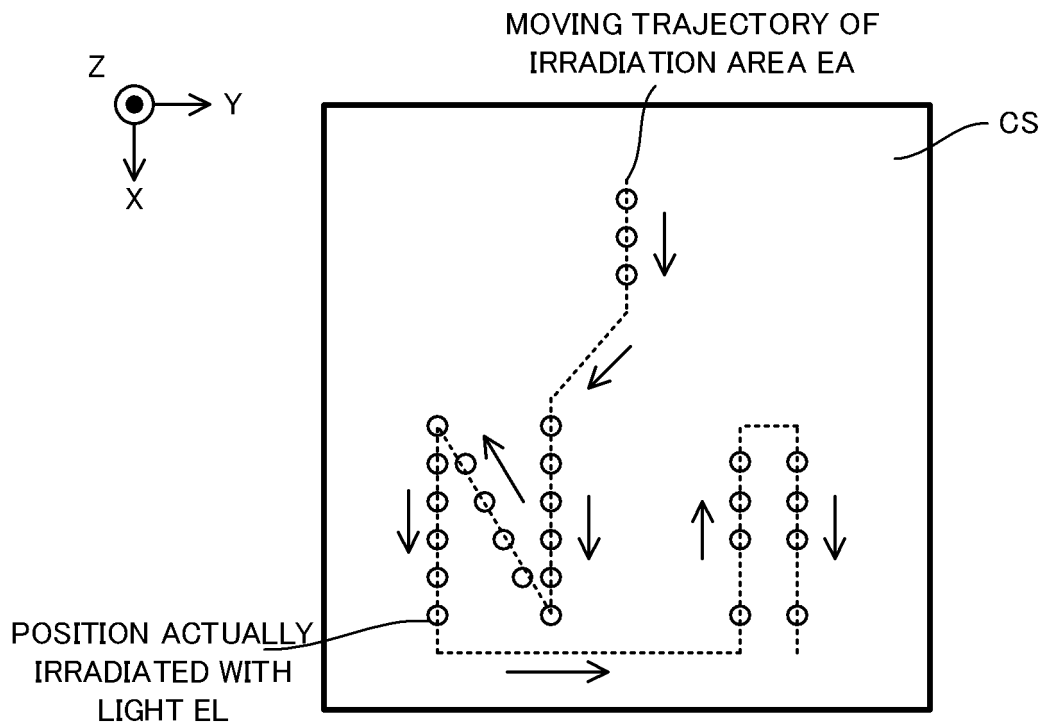 MOVING TRAJECTORY OF
IRRADIATION AREA EA
Z
Y
X
CS
POSITION ACTUALLY
IRRADIATED WITH
LIGHT EL